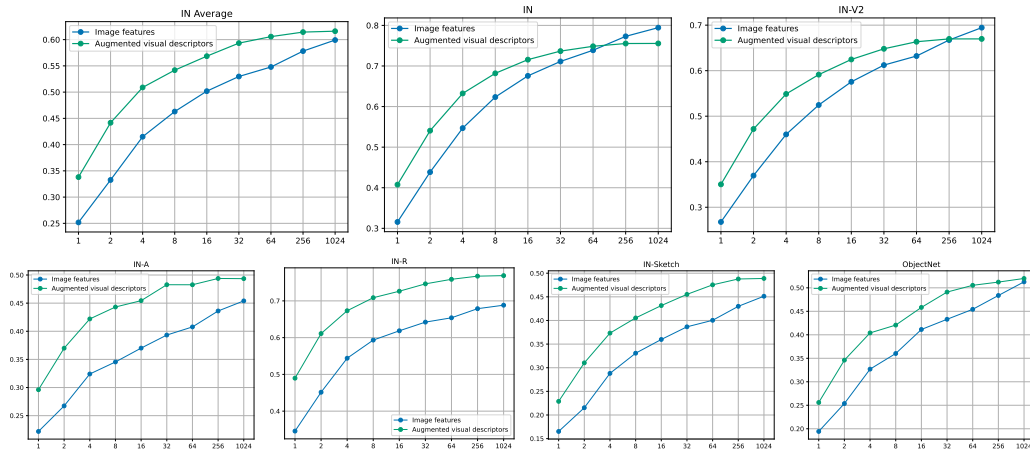 IN Average
Image features
Augmented visual descriptors
0.60
0.55
0.50
0.45
0.40
0.35
0.30
0.25
1 2 4 8 16 32 64 256 1024
IN
Image features
Augmented visual descriptors
0.8
0.7
0.6
0.5
0.4
0.3
1 2 4 8 16 32 64 256 1024
IN-V2
Image features
Augmented visual descriptors
0.7
0.6
0.5
0.4
0.3
1 2 4 8 16 32 64 256 1024
IN-A
Image features
Augmented visual descriptors
0.50
0.45
0.40
0.35
0.30
0.25
1 2 4 8 16 32 64 256 1024
IN-R
0.7
0.6
0.5
0.4
Image features
Augmented visual descriptors
1 2 4 8 16 32 64 256 1024
IN-Sketch
Image features
Augmented visual descriptors
0.50
0.45
0.40
0.35
0.30
0.25
0.20
0.15
1 2 4 8 16 32 64 256 1024
ObjectNet
Image features
Augmented visual descriptors
0.50
0.45
0.40
0.35
0.30
0.25
0.20
1 2 4 8 16 32 64 256 1024